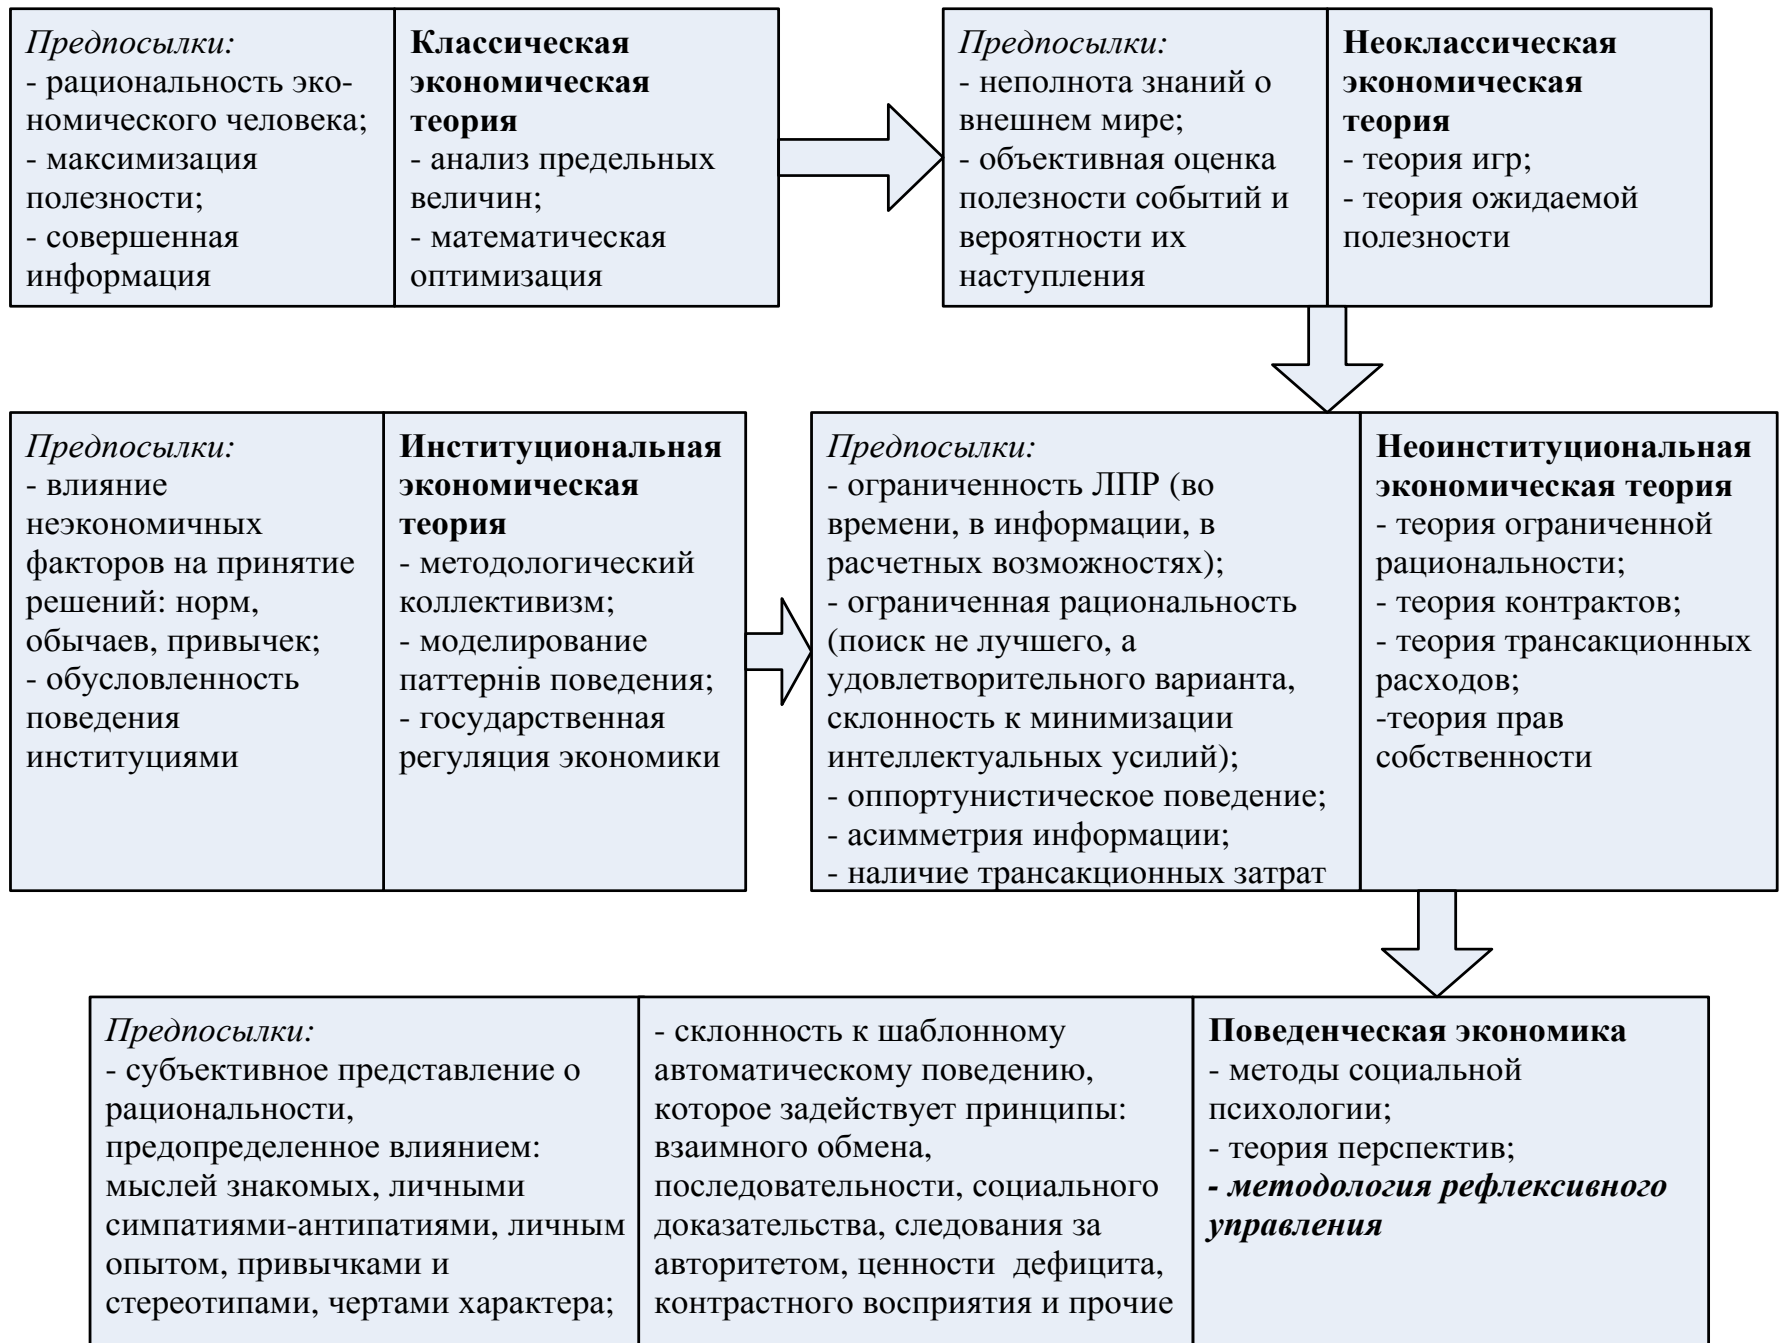 Предпосылки:
- рациональность эко-
номического человека;
- максимизация
полезности;
- совершенная
информация
Классическая
экономическая
теория
- анализ предельных
величин;
- математическая
оптимизация
Предпосылки:
- неполнота знаний о
внешнем мире;
- объективная оценка
полезности событий и
вероятности их
наступления
Неоклассическая
экономическая
теория
- теория игр;
- теория ожидаемой
полезности
Предпосылки:
- влияние
неэкономичных
факторов на принятие
решений: норм,
обычаев, привычек;
- обусловленность
поведения
институциями
Институциональная
экономическая
теория
- методологический
коллективизм;
- моделирование
паттернів поведения;
- государственная
регуляция экономики
Предпосылки:
- ограниченность ЛПР (во
времени, в информации, в
расчетных возможностях);
- ограниченная рациональность
(поиск не лучшего, а
удовлетворительного варианта,
склонность к минимизации
интеллектуальных усилий);
- оппортунистическое поведение;
- асимметрия информации;
- наличие трансакционных затрат
Неоинституциональная
экономическая теория
- теория ограниченной
рациональности;
- теория контрактов;
- теория трансакционных
расходов;
-теория прав
собственности
Предпосылки:
- субъективное представление о
рациональности,
предопределенное влиянием:
мыслей знакомых, личными
симпатиями-антипатиями, личным
опытом, привычками и
стереотипами, чертами характера;
- склонность к шаблонному
автоматическому поведению,
которое задействует принципы:
взаимного обмена,
последовательности, социального
доказательства, следования за
авторитетом, ценности дефицита,
контрастного восприятия и прочие
Поведенческая экономика
- методы социальной
психологии;
- теория перспектив;
- методология рефлексивного
управления